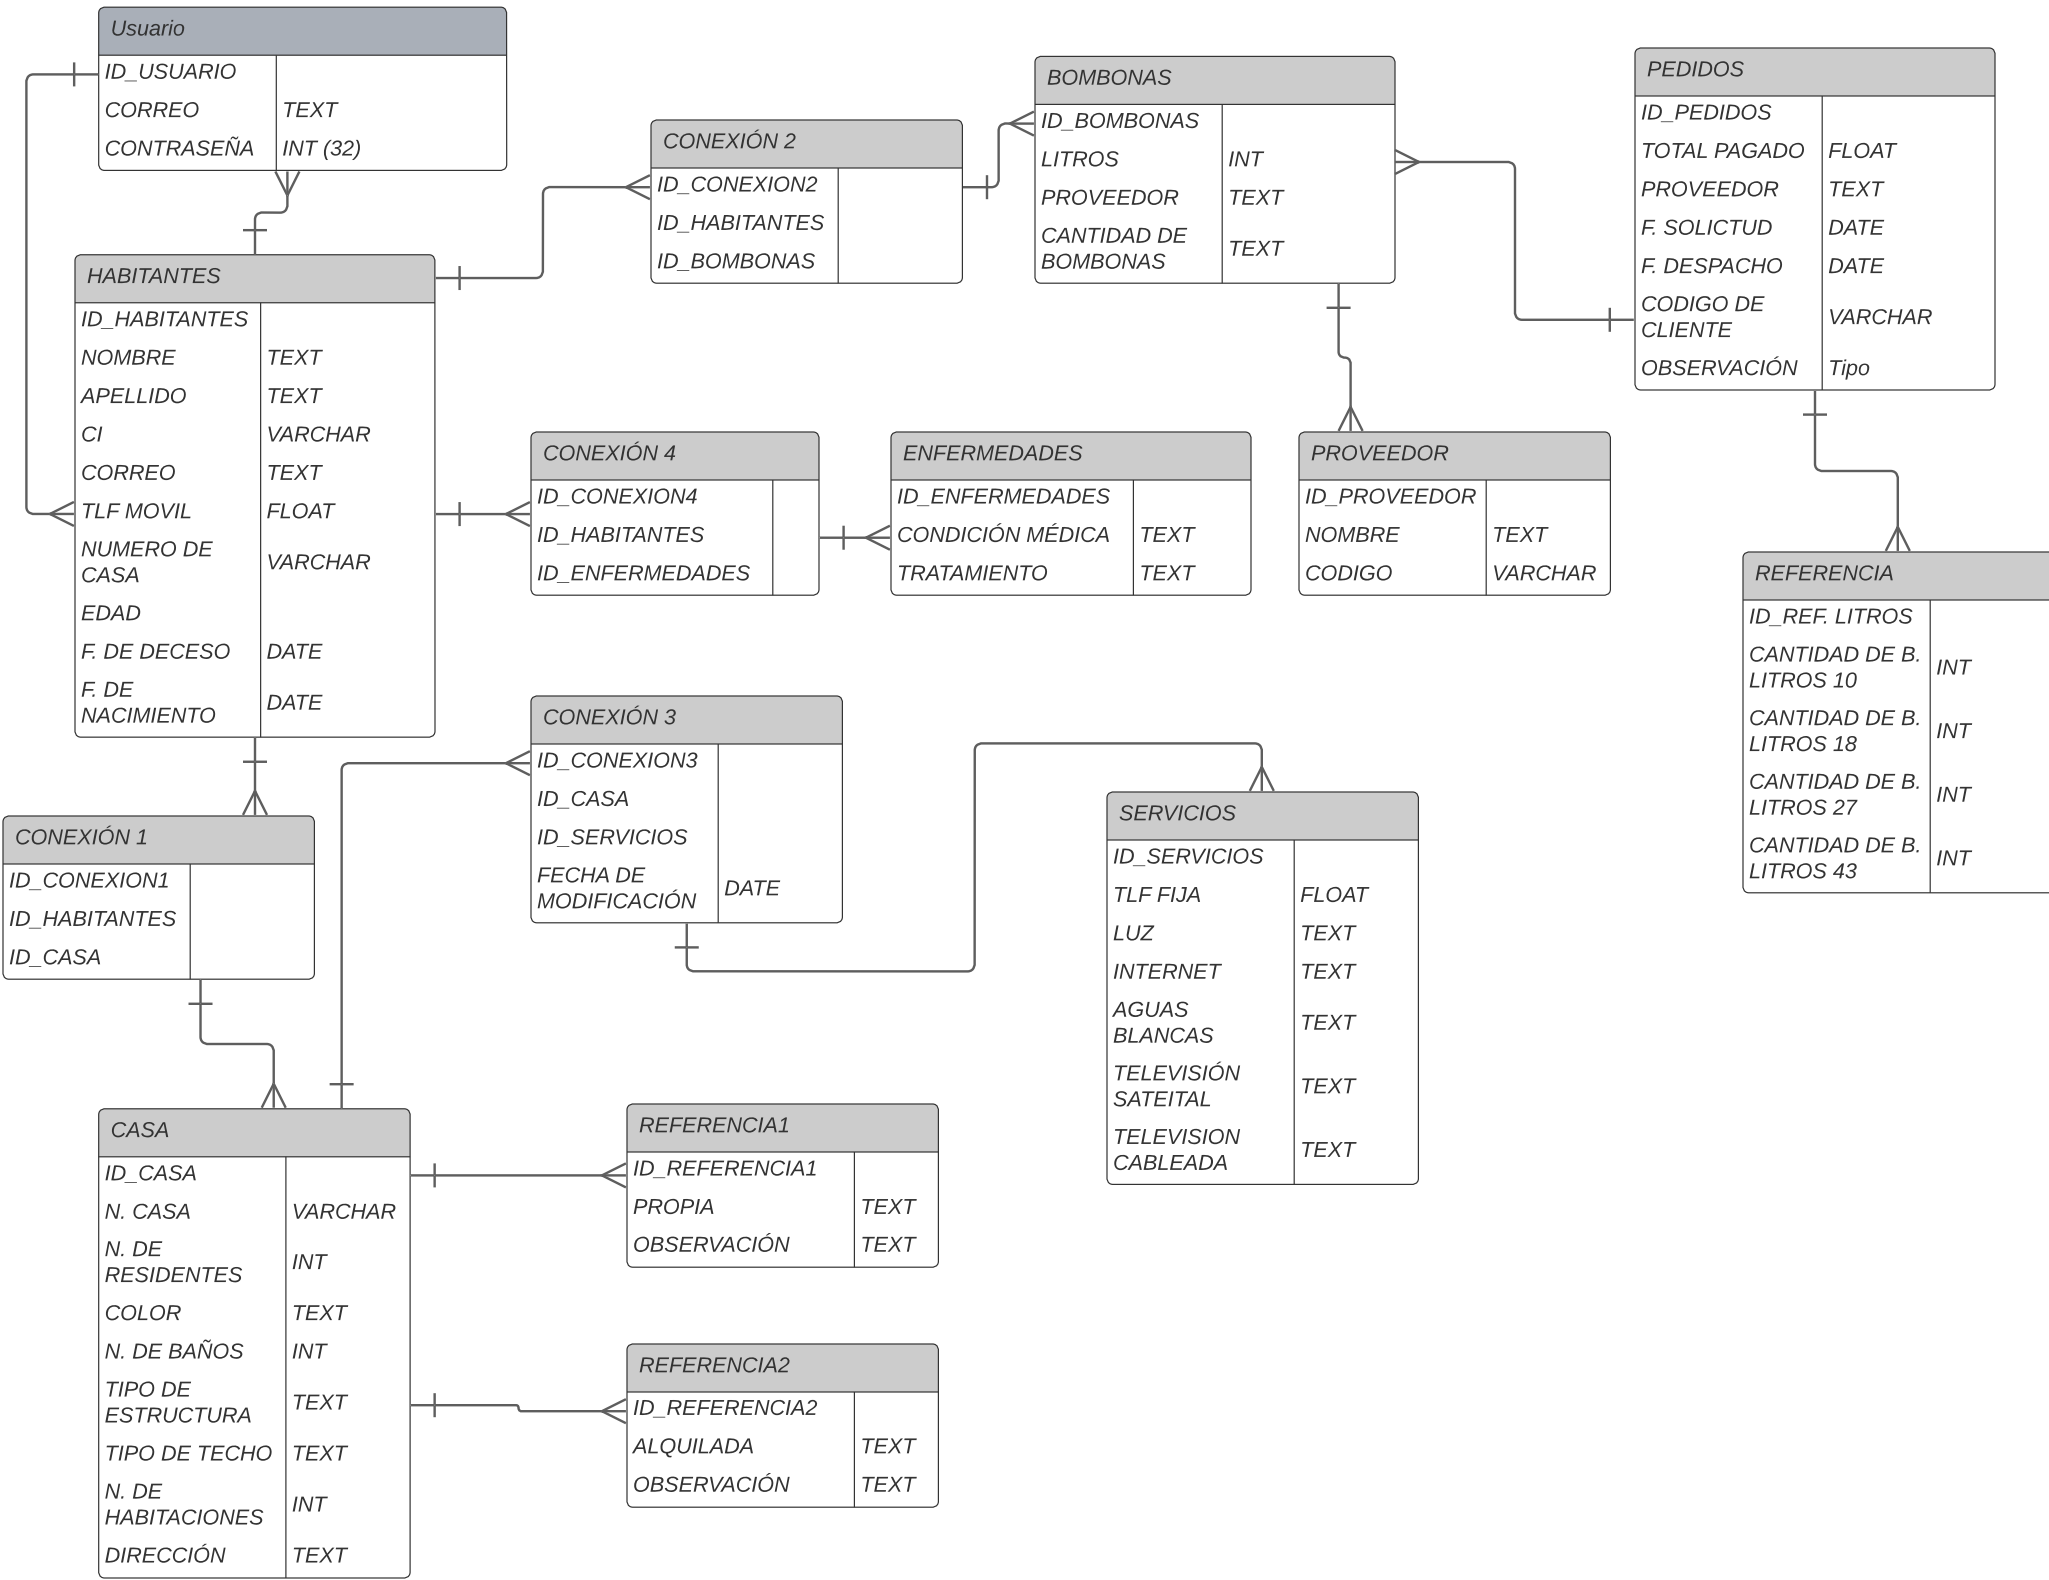 Usuario
ID_USUARIO
CORREO TEXT
CONTRASEÑA INT (32)
HABITANTES
ID_HABITANTES
NOMBRE TEXT
APELLIDO TEXT
CI VARCHAR
CORREO TEXT
TLF MOVIL FLOAT
NUMERO DE
CASA
VARCHAR
EDAD
F. DE DECESO DATE
F. DE
NACIMIENTO
DATE
CONEXIÓN 1
ID_CONEXION1
ID_HABITANTES
ID_CASA
CASA
ID_CASA
N. CASA VARCHAR
N. DE
RESIDENTES
INT
COLOR TEXT
N. DE BAÑOS INT
TIPO DE
ESTRUCTURA
TEXT
TIPO DE TECHO TEXT
N. DE
HABITACIONES
INT
DIRECCIÓN TEXT
CONEXIÓN 2
ID_CONEXION2
ID_HABITANTES
ID_BOMBONAS
CONEXIÓN 4
ID_CONEXION4
ID_HABITANTES
ID_ENFERMEDADES
CONEXIÓN 3
ID_CONEXION3
ID_CASA
ID_SERVICIOS
FECHA DE
MODIFICACIÓN
DATE
REFERENCIA1
ID_REFERENCIA1
PROPIA TEXT
OBSERVACIÓN TEXT
REFERENCIA2
ID_REFERENCIA2
ALQUILADA TEXT
OBSERVACIÓN TEXT
BOMBONAS
ID_BOMBONAS
LITROS INT
PROVEEDOR TEXT
CANTIDAD DE
BOMBONAS
TEXT
ENFERMEDADES
ID_ENFERMEDADES
CONDICIÓN MÉDICA TEXT
TRATAMIENTO TEXT
PROVEEDOR
ID_PROVEEDOR
NOMBRE TEXT
CODIGO VARCHAR
SERVICIOS
ID_SERVICIOS
TLF FIJA FLOAT
LUZ TEXT
INTERNET TEXT
AGUAS
BLANCAS
TEXT
TELEVISIÓN
SATEITAL
TEXT
TELEVISION
CABLEADA
TEXT
PEDIDOS
ID_PEDIDOS
TOTAL PAGADO FLOAT
PROVEEDOR TEXT
F. SOLICTUD DATE
F. DESPACHO DATE
CODIGO DE
CLIENTE
VARCHAR
OBSERVACIÓN Tipo
REFERENCIA
ID_REF. LITROS
CANTIDAD DE B.
LITROS 10
INT
CANTIDAD DE B.
LITROS 18
INT
CANTIDAD DE B.
LITROS 27
INT
CANTIDAD DE B.
LITROS 43
INT